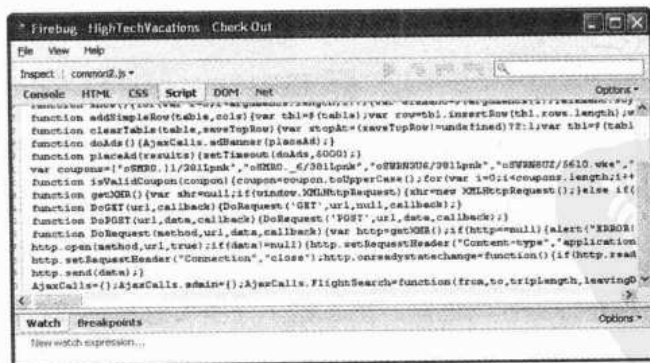 Firebug - HighTechVacations - Check Out
File View Help
Inspect common2.js
Console HTML CSS Script DOM Net Options
function addSimpleRow(table,cols){var tbl=$(table);var row=tbl.insertRow(tbl.rows.length);w
function clearTable(table,saveTopRow){var stopAt=(saveTopRow!=undefined)?2:1;var tbl=$(tabl
function doAds(){AjaxCalls.adBanner(placeAd);}
function placeAd(results){setTimeout(doAds,6000);}
var coupons=
function isValidCoupon(coupon){coupon=coupon.toUpperCase();for(var i=0;i<coupons.length;i++
function getXHR(){var xhr=null;if(window.XMLHttpRequest){xhr=new XMLHttpRequest();}else if(
function DoGET(url,callback){DoRequest('GET',url,null,callback);}
function DoPOST(url,data,callback){DoRequest('POST',url,data,callback);}
function DoRequest(method,url,data,callback){var http=getXHR();if(http==null){alert("ERROR!
http.open(method,url,true);if(data!=null){http.setRequestHeader("Content-type","application
http.setRequestHeader("Connection","close");http.onreadystatechange=function(){if(http.read
http.send(data);}
AjaxCalls={};AjaxCalls.admin={};AjaxCalls.FlightSearch=function(from,to,tripLength,leavingD
Watch Breakpoints Options
New watch expression...